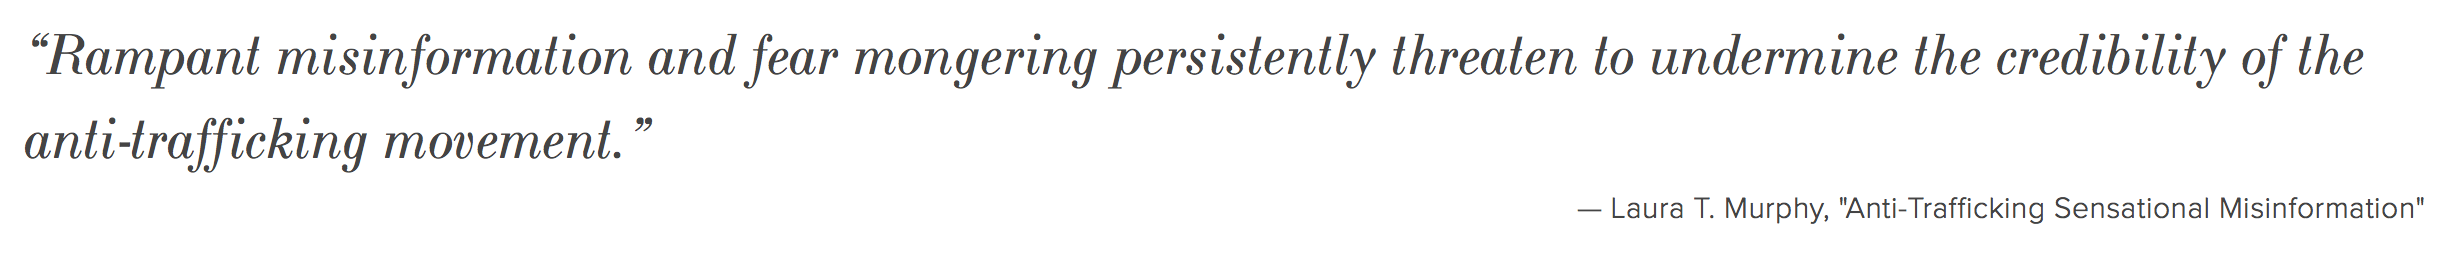 “Rampant misinformation and fear mongering persistently threaten to undermine the credibility of the
anti-trafficking movement.”
— Laura T. Murphy, "Anti-Trafficking Sensational Misinformation"